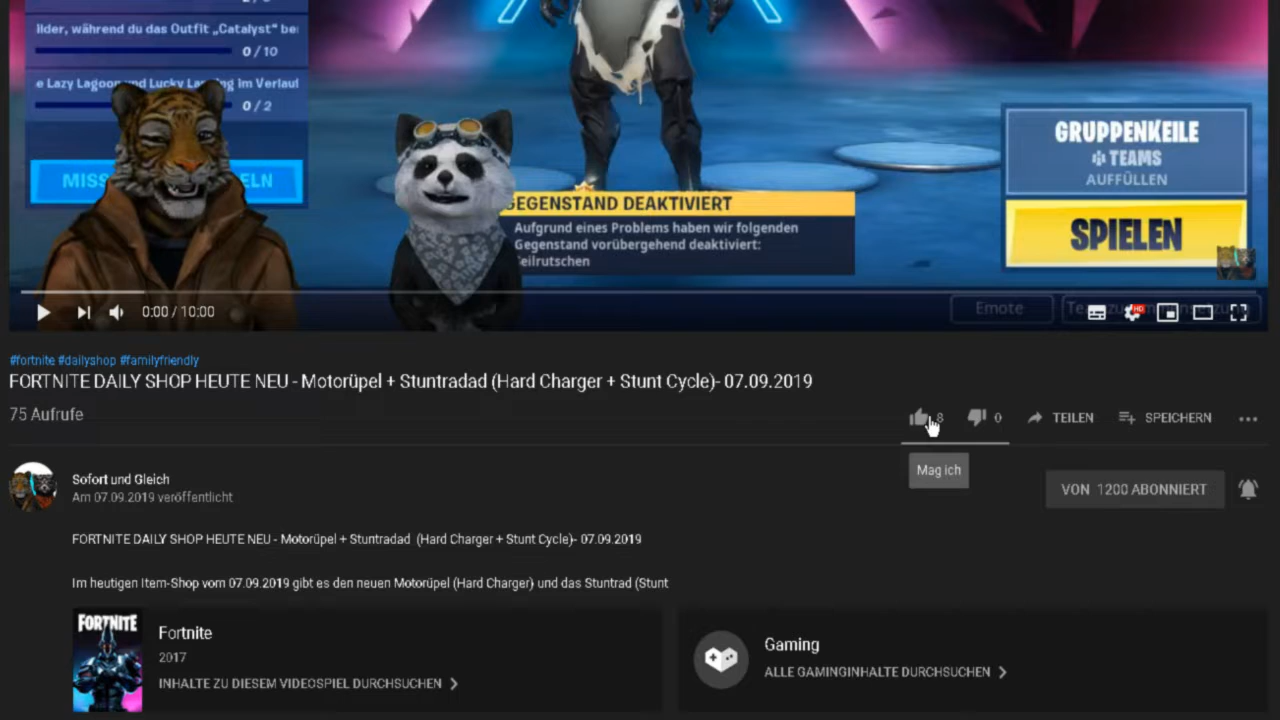 ilder, während du das Outfit „Catalyst" be
0 / 10
e Lazy Lagoon und Lucky Landing im Verlauf
0 / 2
GRUPPENKEILE
TEAMS
AUFFÜLLEN
SPIELEN
GEGENSTAND DEAKTIVIERT
Aufgrund eines Problems haben wir folgenden
Gegenstand vorübergehend deaktiviert:
eilrutschen
0:00 / 10:00
Emote
HD
#fortnite #dailyshop #familyfriendly
FORTNITE DAILY SHOP HEUTE NEU - Motorüpel + Stuntradad (Hard Charger + Stunt Cycle)- 07.09.2019
75 Aufrufe
8
0
TEILEN
SPEICHERN
Mag ich
Sofort und Gleich
Am 07.09.2019 veröffentlicht
VON 1200 ABONNIERT
FORTNITE DAILY SHOP HEUTE NEU - Motorüpel + Stuntradad (Hard Charger + Stunt Cycle)- 07.09.2019
Im heutigen Item-Shop vom 07.09.2019 gibt es den neuen Motorüpel (Hard Charger) und das Stuntrad (Stunt
FORTNITE
Fortnite
2017
INHALTE ZU DIESEM VIDEOSPIEL DURCHSUCHEN
Gaming
ALLE GAMINGINHALTE DURCHSUCHEN